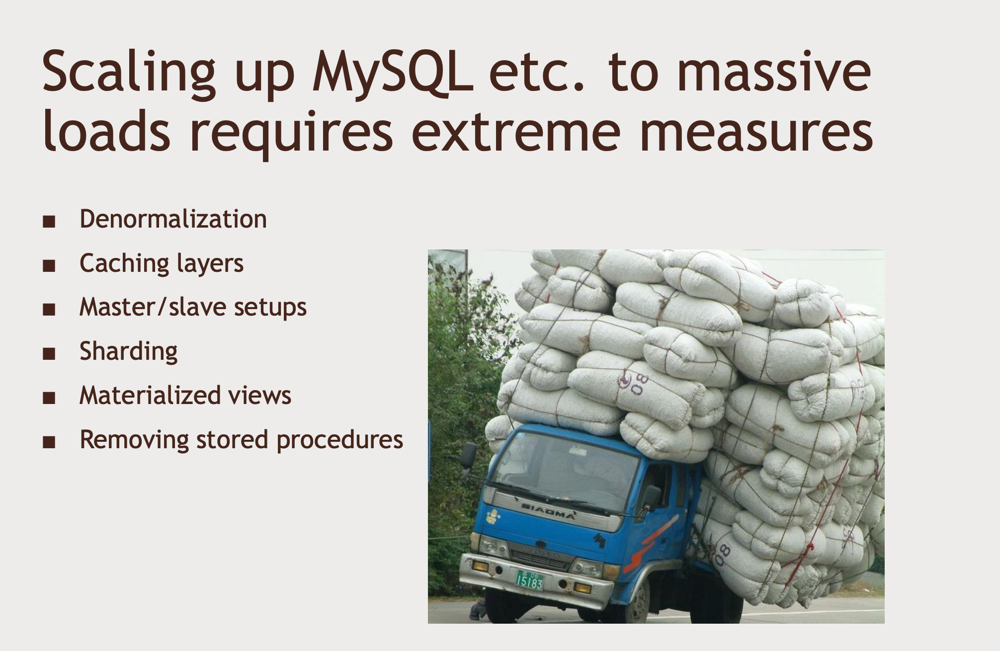 Scaling up MySQL etc. to massive
loads requires extreme measures
■ Denormalization
■ Caching layers
■ Master/slave setups
■ Sharding
■ Materialized views
■ Removing stored procedures
08
BIAOMA
08
08
15183